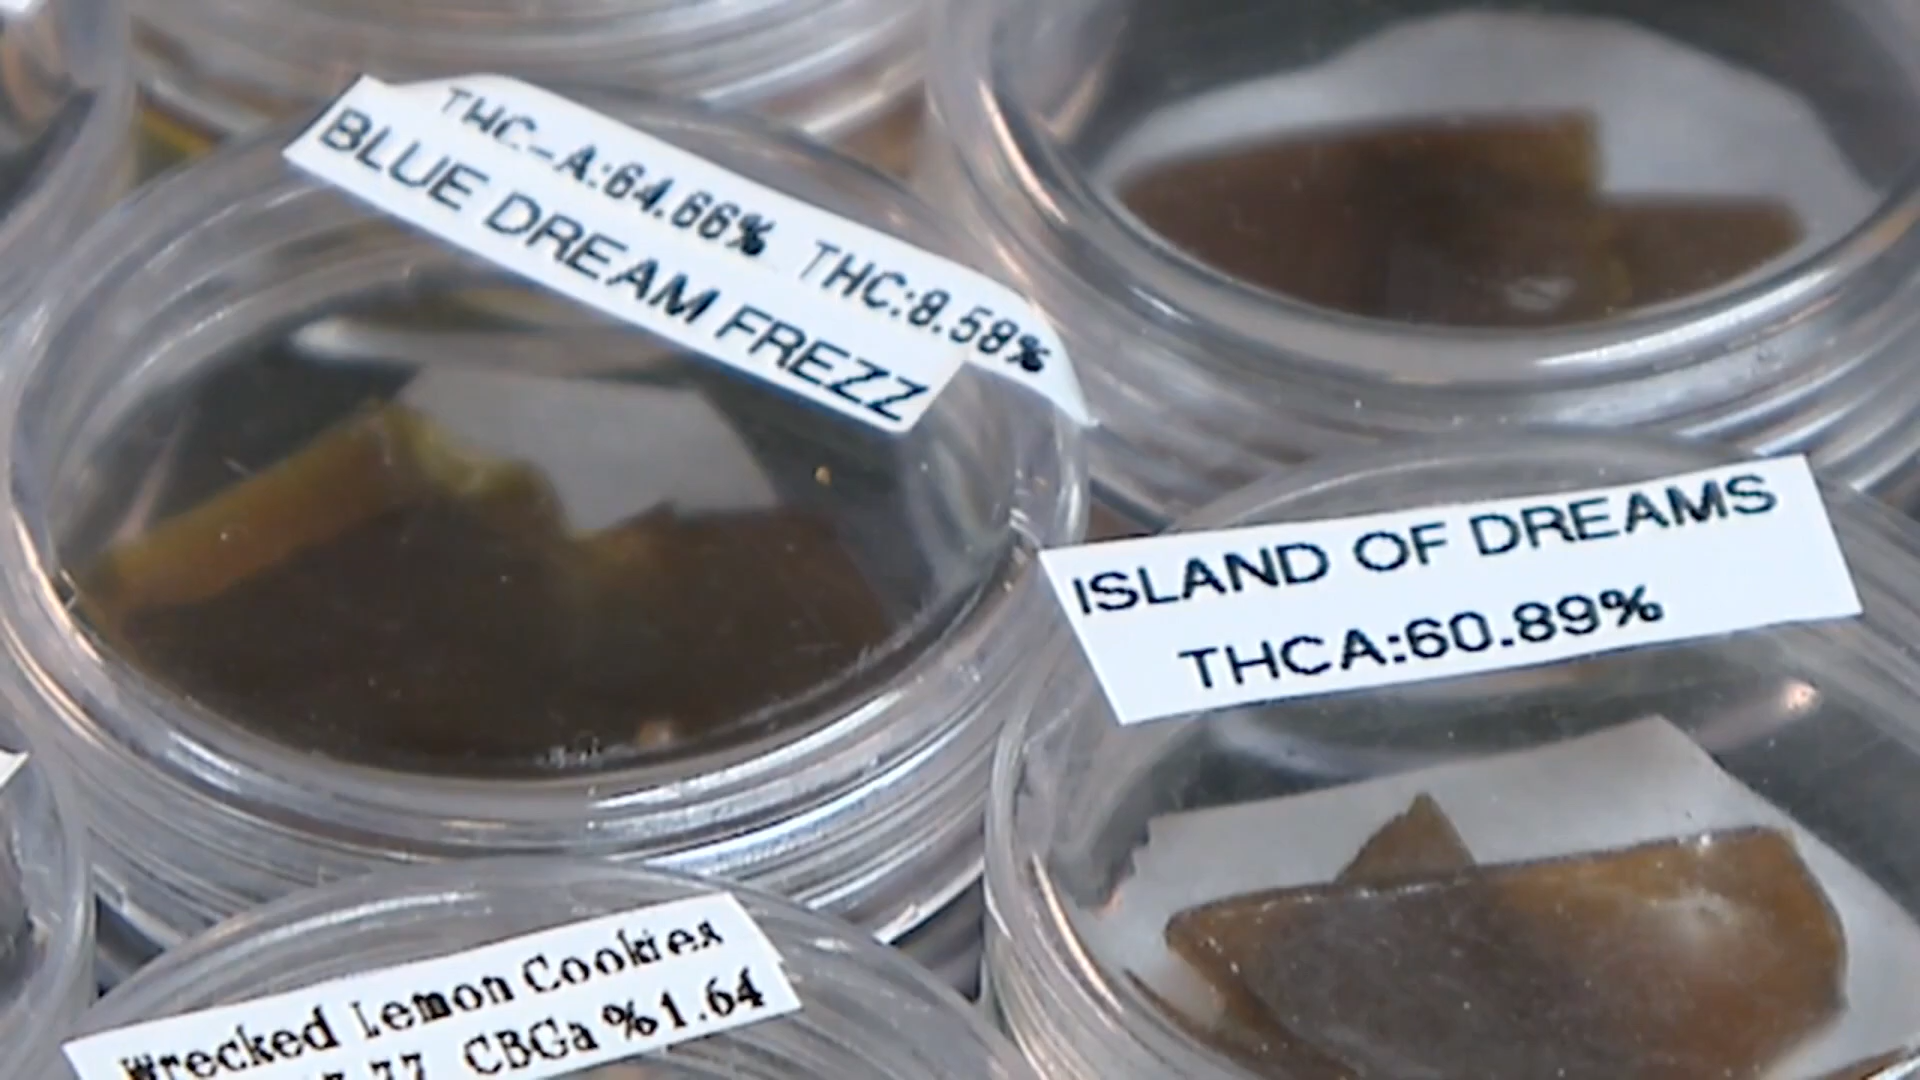 THC-A:64.66% THC:8.58%
BLUE DREAM FREZZ
ISLAND OF DREAMS
THCA:60.89%
Wrecked Lemon Cookies
CBGa %1.64